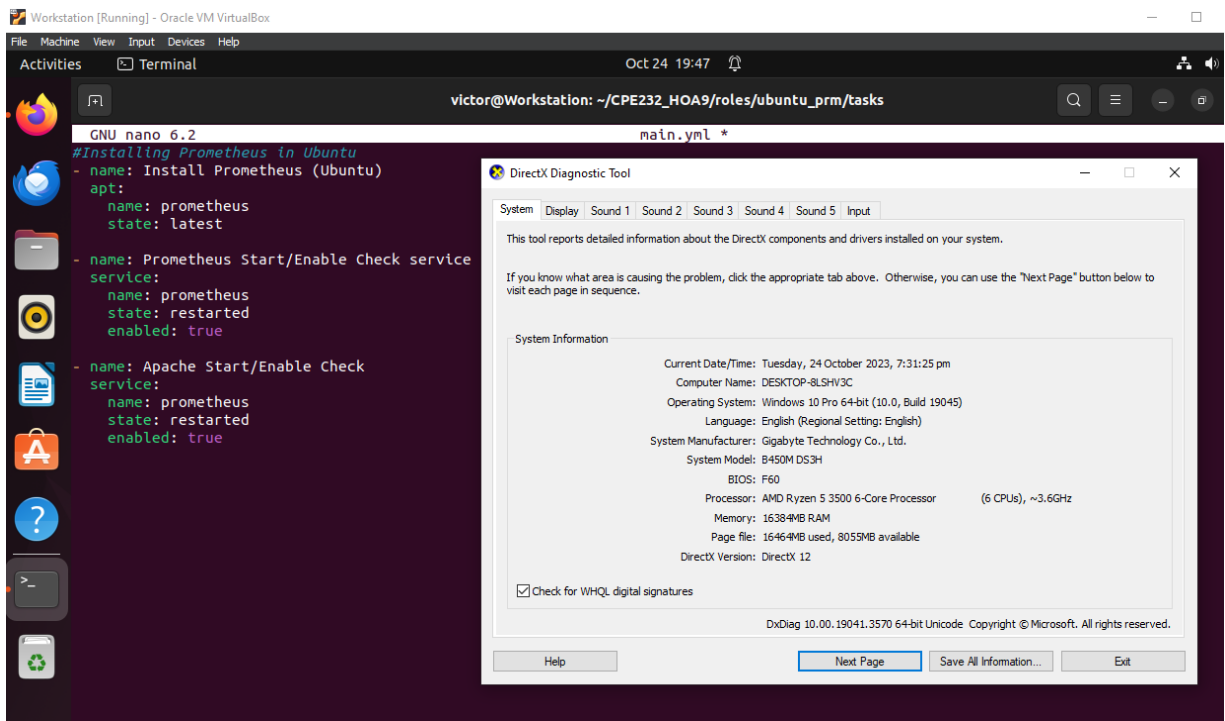 Workstation [Running] - Oracle VM VirtualBox
File Machine View Input Devices Help
Activities Terminal Oct 24 19:47
victor@Workstation: ~/CPE232_HOA9/roles/ubuntu_prm/tasks
GNU nano 6.2 main.yml *
#Installing Prometheus in Ubuntu
- name: Install Prometheus (Ubuntu)
apt:
name: prometheus
state: latest
- name: Prometheus Start/Enable Check service
service:
name: prometheus
state: restarted
enabled: true
- name: Apache Start/Enable Check
service:
name: prometheus
state: restarted
enabled: true
DirectX Diagnostic Tool
System Display Sound 1 Sound 2 Sound 3 Sound 4 Sound 5 Input
This tool reports detailed information about the DirectX components and drivers installed on your system.
If you know what area is causing the problem, click the appropriate tab above. Otherwise, you can use the "Next Page" button below to
visit each page in sequence.
System Information
Current Date/Time: Tuesday, 24 October 2023, 7:31:25 pm
Computer Name: DESKTOP-8LSHV3C
Operating System: Windows 10 Pro 64-bit (10.0, Build 19045)
Language: English (Regional Setting: English)
System Manufacturer: Gigabyte Technology Co., Ltd.
System Model: B450M DS3H
BIOS: F60
Processor: AMD Ryzen 5 3500 6-Core Processor (6 CPUs), ~3.6GHz
Memory: 16384MB RAM
Page file: 16464MB used, 8055MB available
DirectX Version: DirectX 12
Check for WHQL digital signatures
DxDiag 10.00.19041.3570 64-bit Unicode Copyright © Microsoft. All rights reserved.
Help Next Page Save All Information... Exit